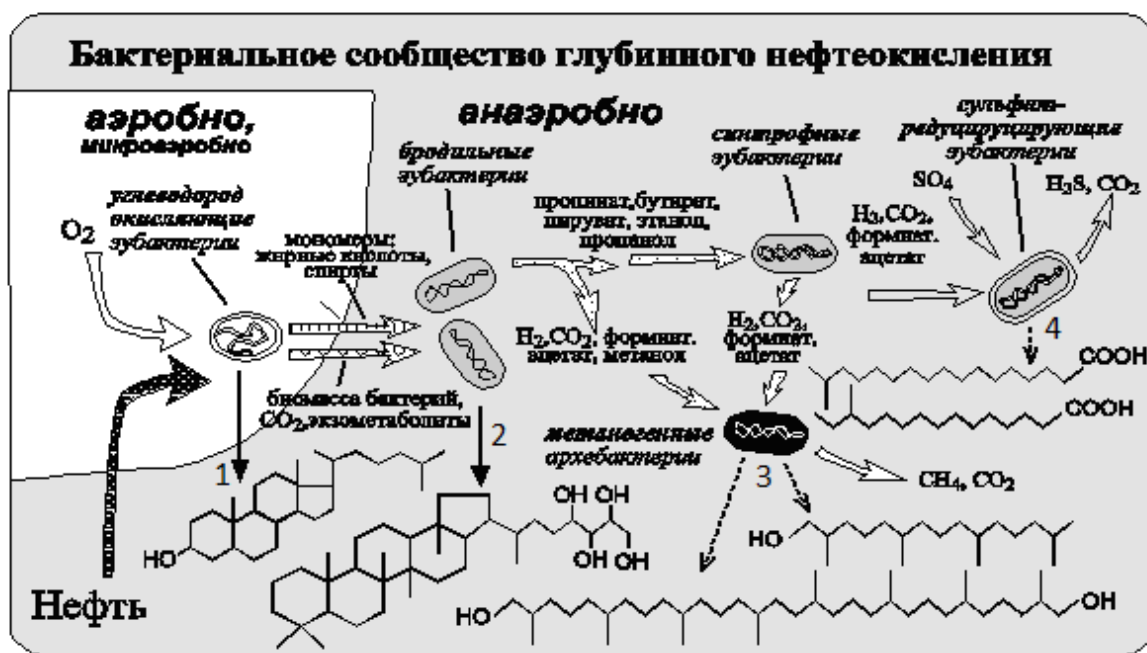 Бактериальное сообщество глубинного нефтеокисления
аэробно,
микроаэробно
анаэробно
сульфат-
редуцируцирующие
эубактерии
бродильные
эубактерии
синтрофные
эубактерии
углеводород
окисляющие
эубактерии
O2
SO4
H2S, CO2
пропинат,бутират,
пируват, этанол,
пропанол
H2,CO2,
формиат.
ацетат
мономеры:
жирные кислоты,
спирты
H2,CO2, формиат.
ацетат, метанол
H2,CO2,
формиат,
ацетат
4
COOH
COOH
биомасса бактерий,
CO2,экзометаболиты
1
2
метаногенные
архебактерии
3
CH4, CO2
OH OH
OH OH
OH
HO
HO
Нефть
HO
OH